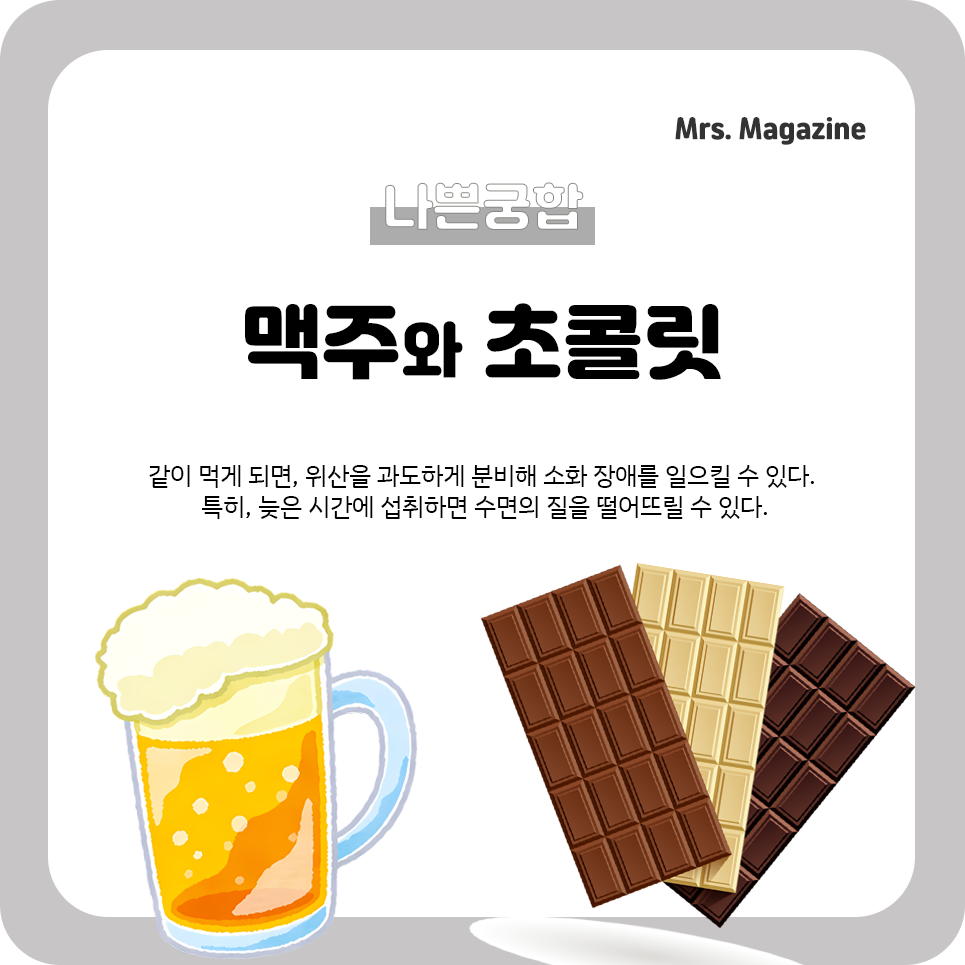 Mrs. Magazine
나쁜궁합
맥주와 초콜릿
같이 먹게 되면, 위산을 과도하게 분비해 소화 장애를 일으킬 수 있다.
특히, 늦은 시간에 섭취하면 수면의 질을 떨어뜨릴 수 있다.